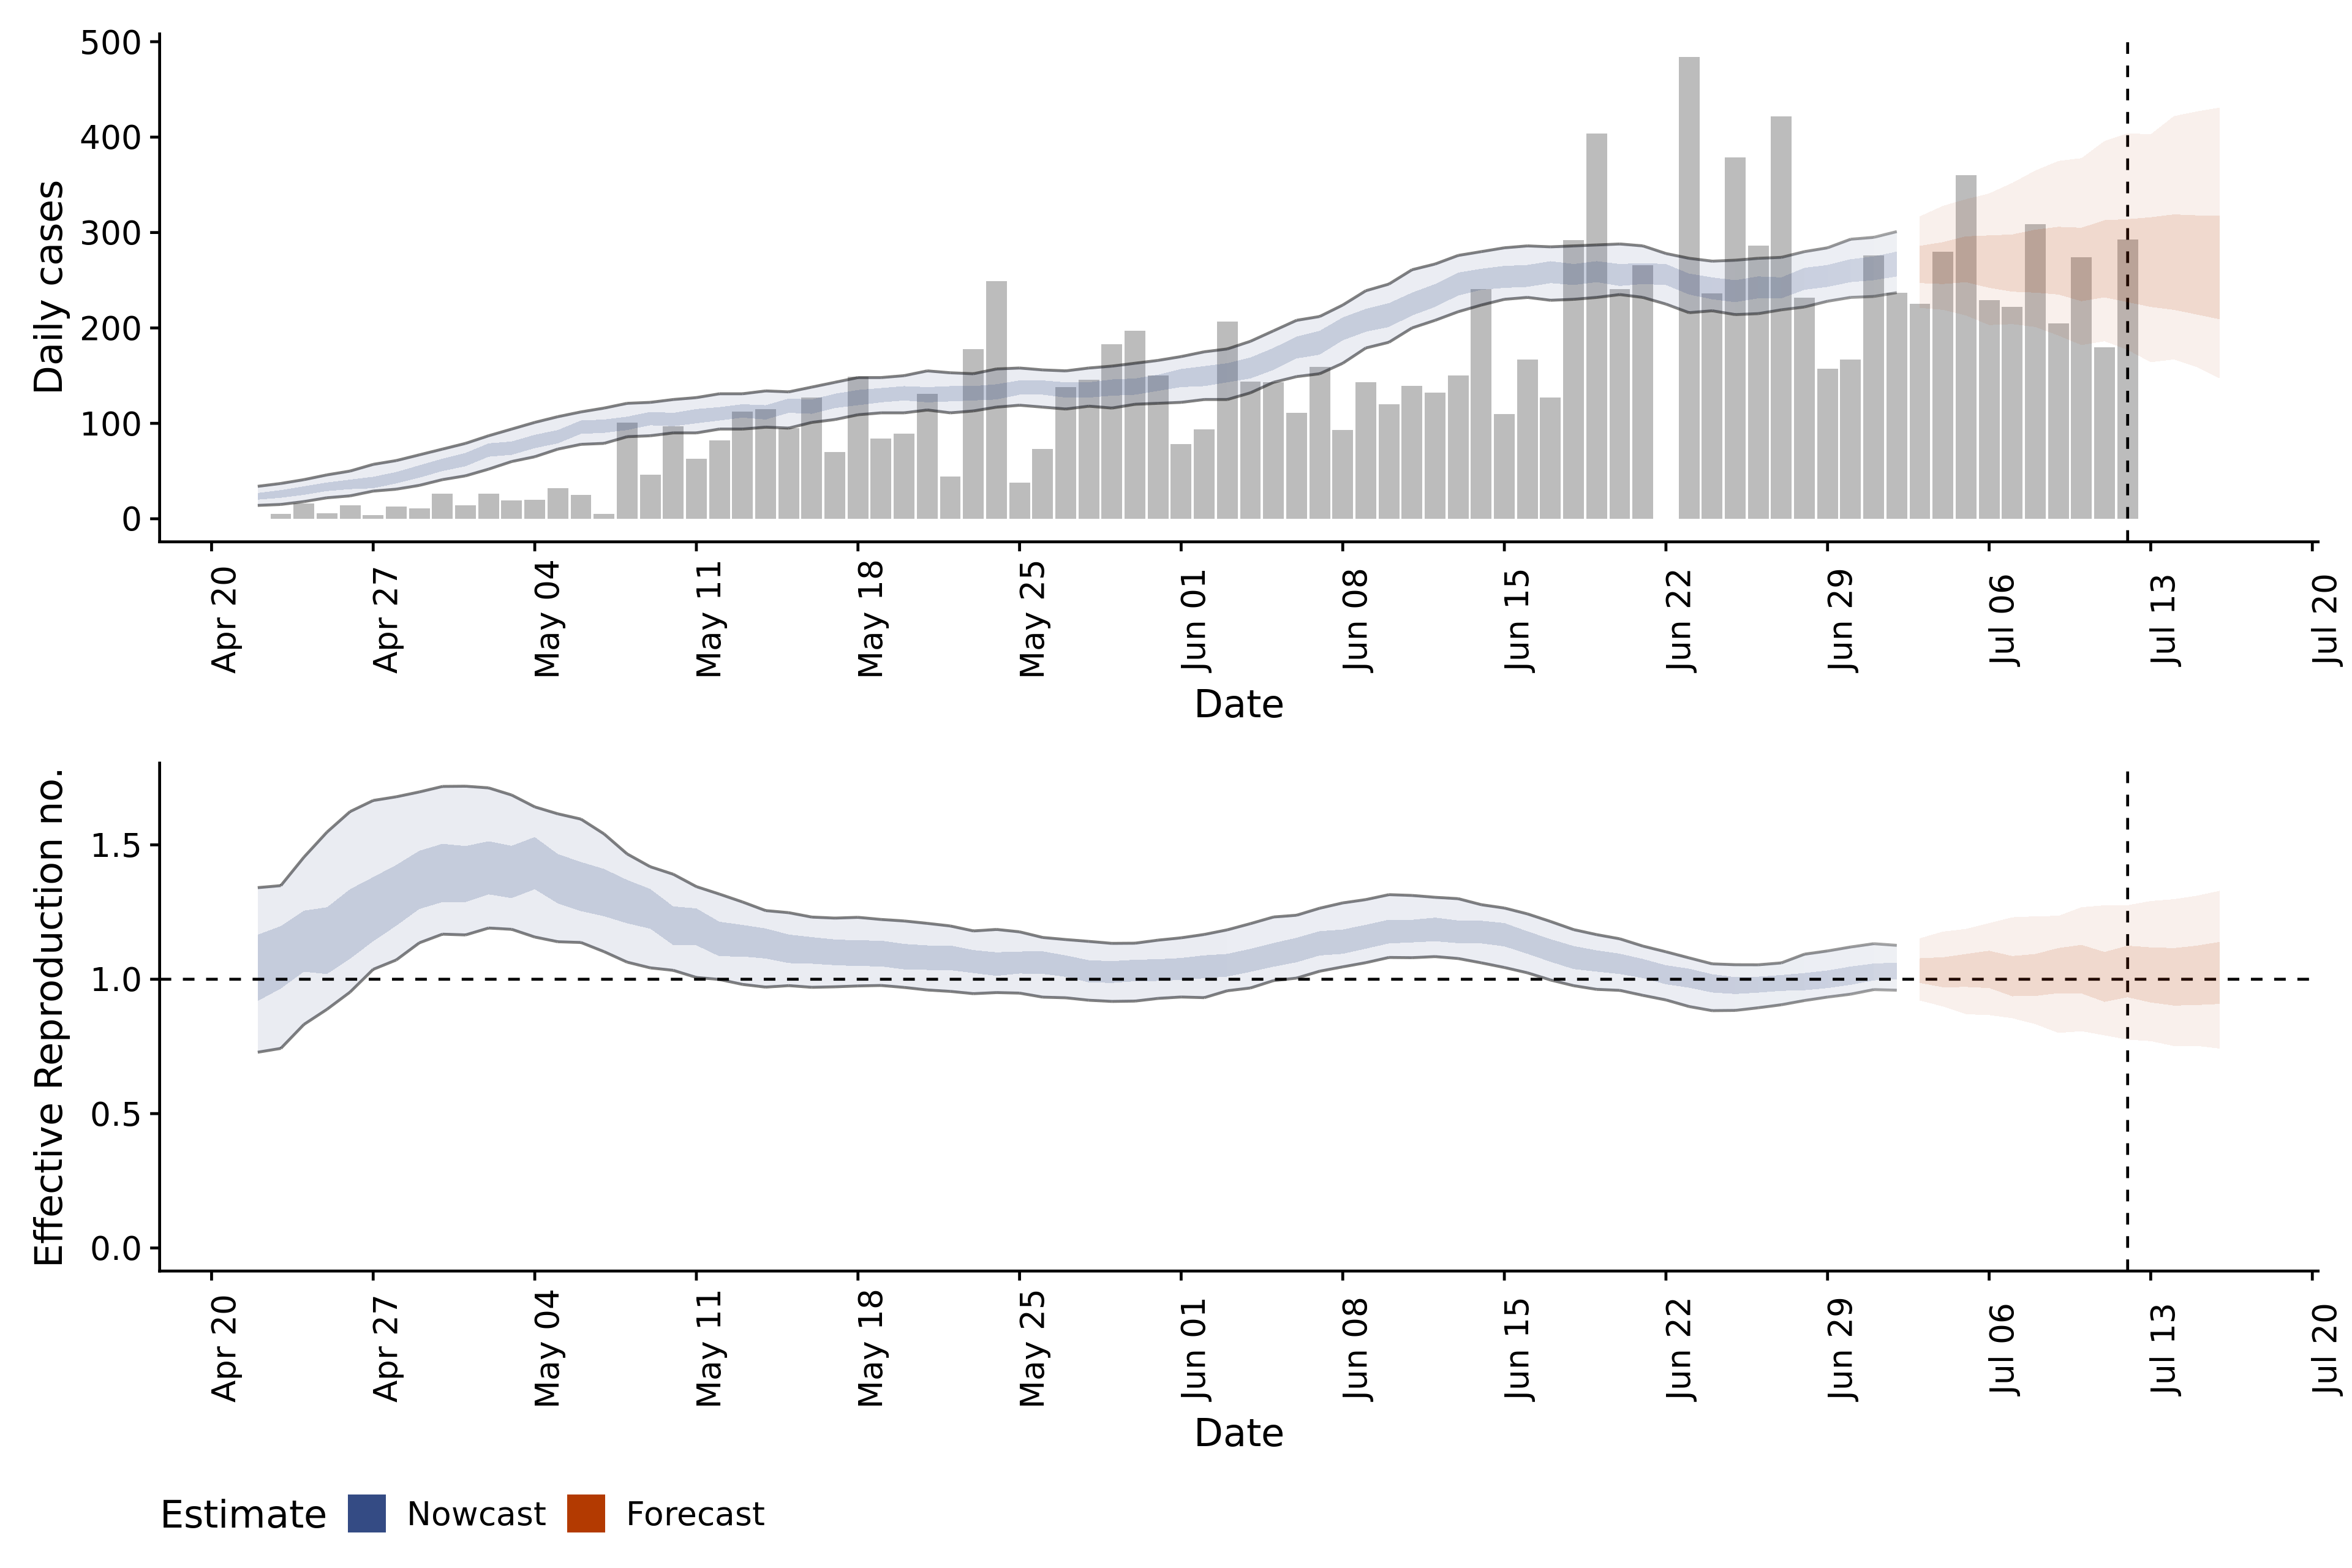 Daily cases
500
400
300
200
100
0
Apr 20
Apr 27
May 04
May 11
May 18
May 25
Jun 01
Jun 08
Jun 15
Jun 22
Jun 29
Jul 06
Jul 13
Jul 20
Date
Effective Reproduction no.
1.5
1.0
0.5
0.0
Apr 20
Apr 27
May 04
May 11
May 18
May 25
Jun 01
Jun 08
Jun 15
Jun 22
Jun 29
Jul 06
Jul 13
Jul 20
Date
Estimate Nowcast Forecast